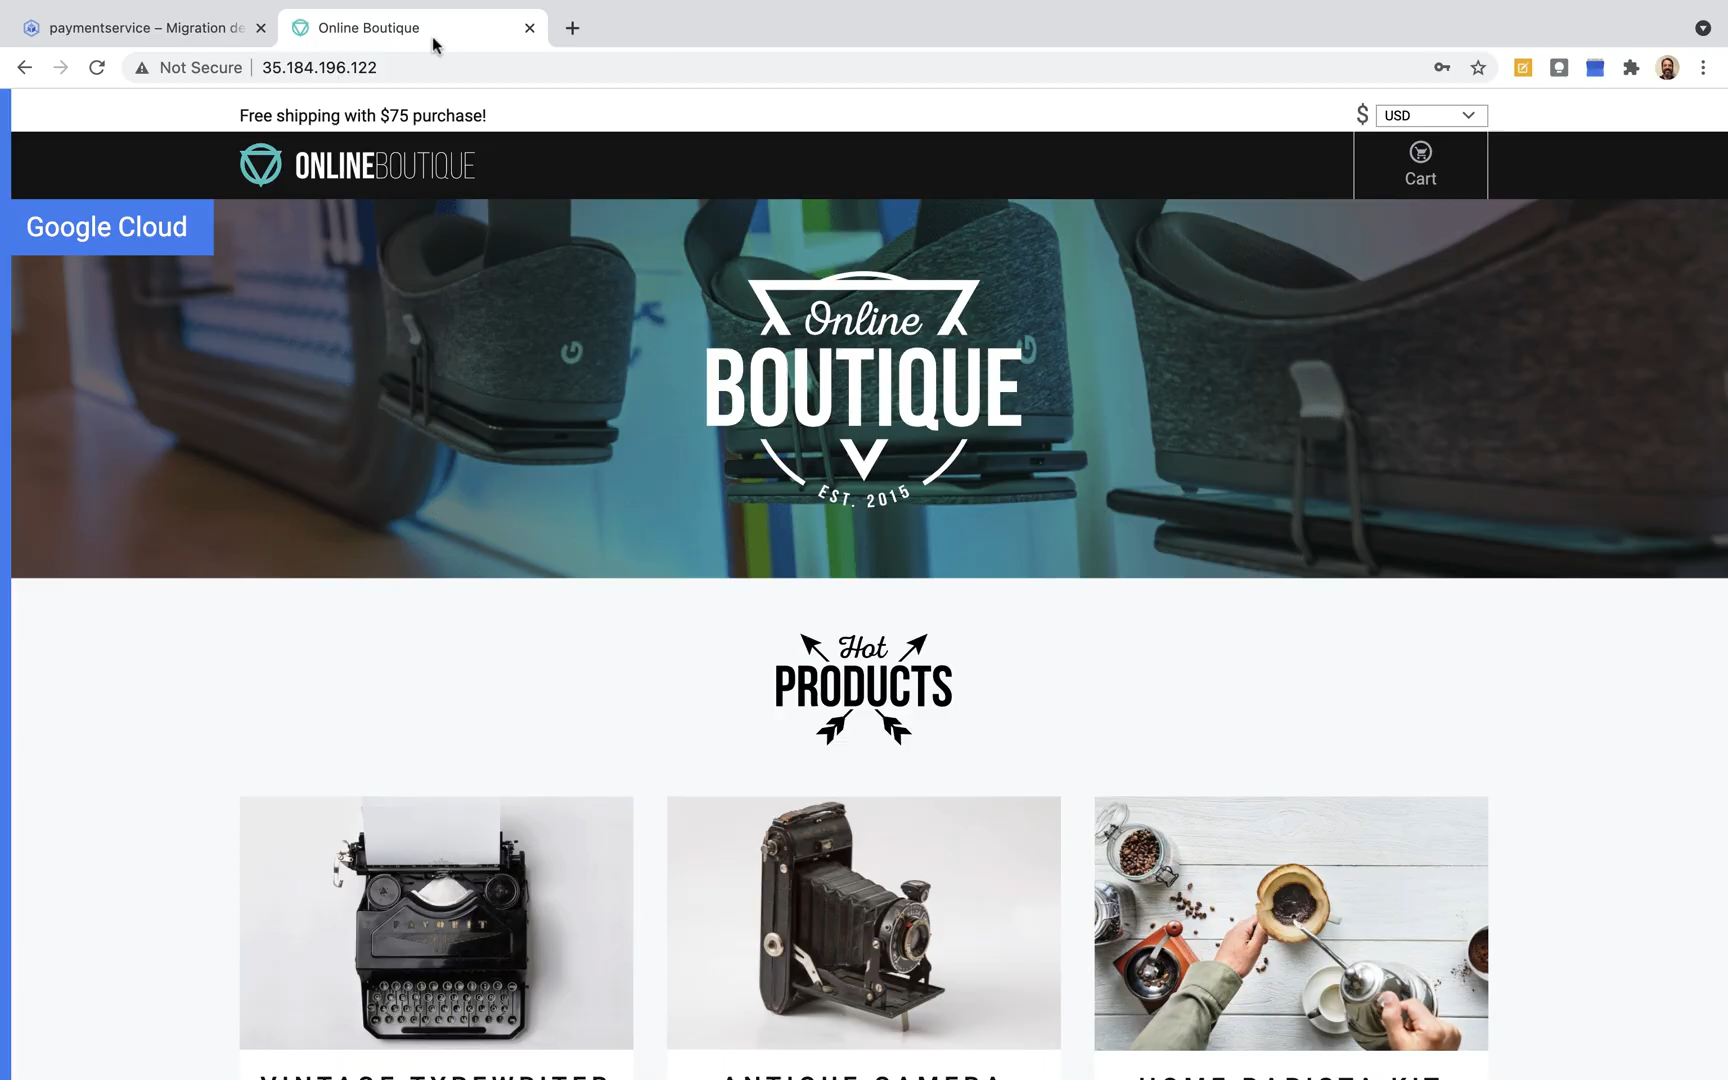 paymentservice – Migration de
Online Boutique
Not Secure
35.184.196.122
Free shipping with $75 purchase!
$ USD
ONLINEBOUTIQUE
Cart
Google Cloud
Online
BOUTIQUE
EST. 2015
Hot
PRODUCTS
VINTAGE TYPEWRITER
ANTIQUE CAMERA
HOME BARISTA KIT